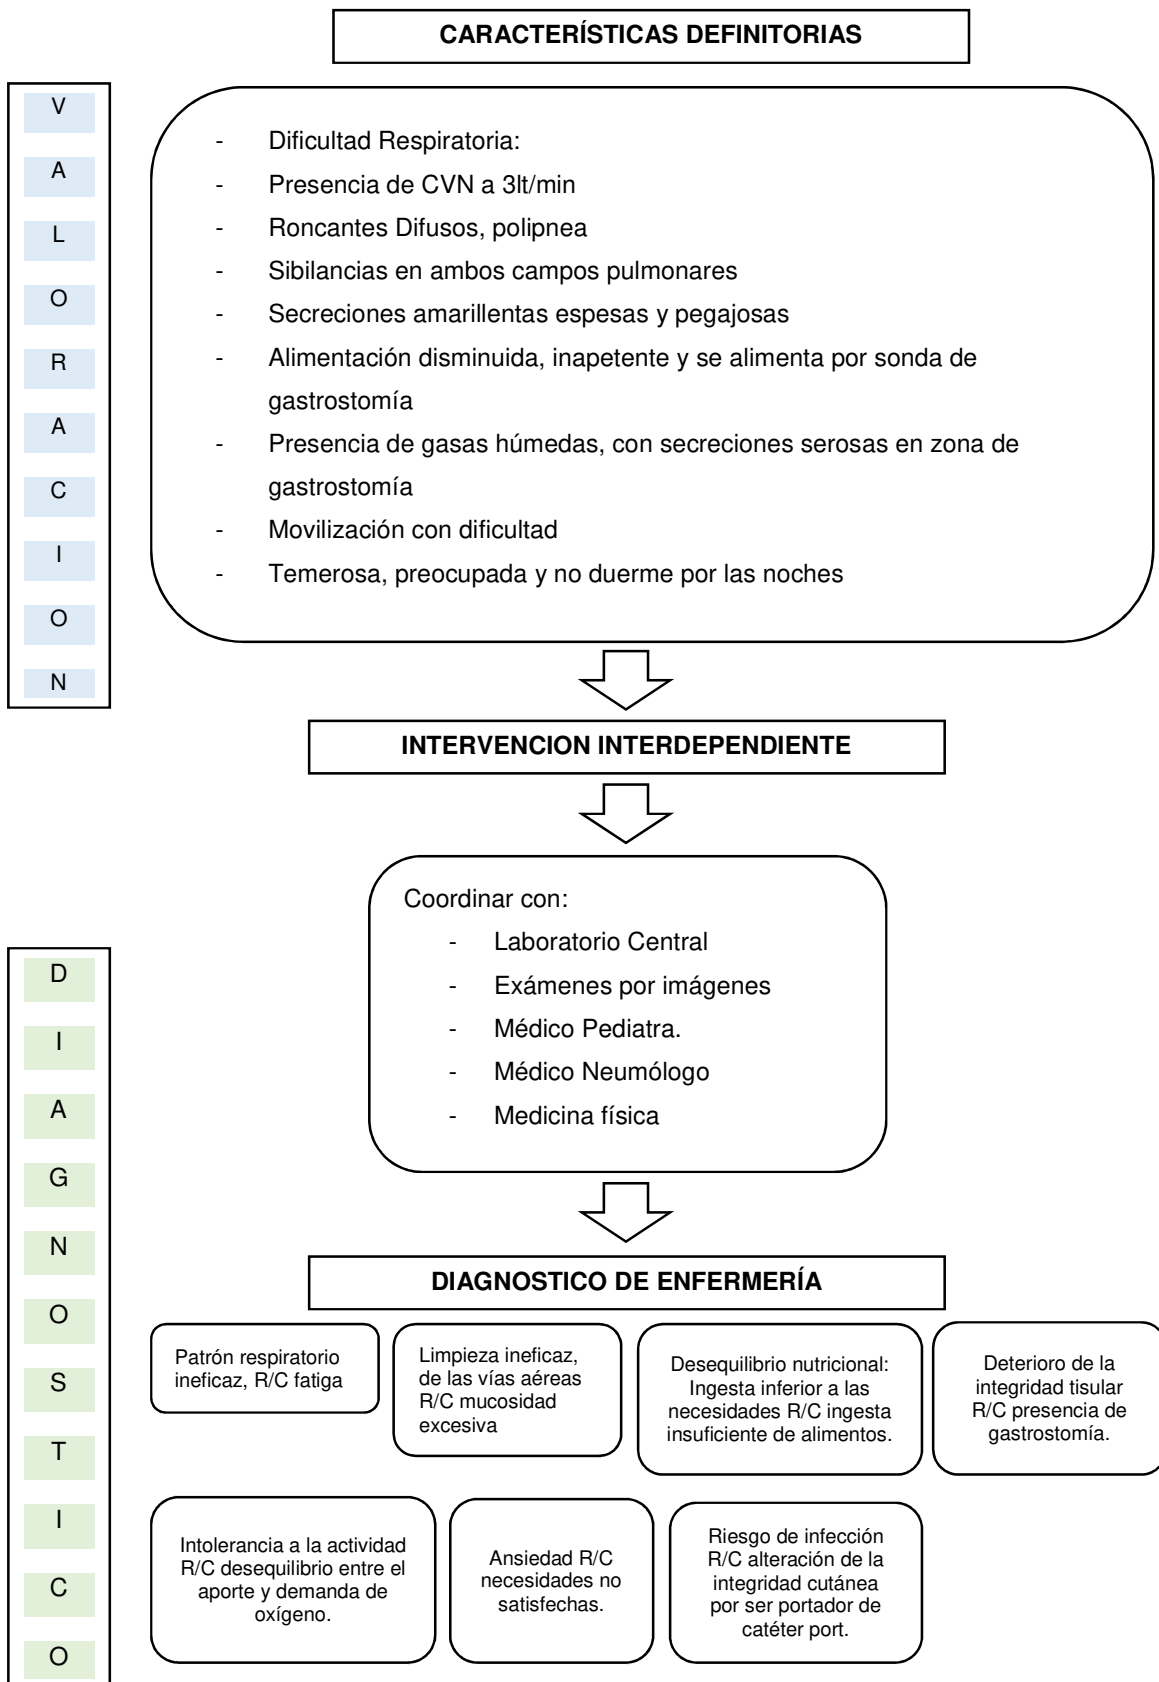 CARACTERÍSTICAS DEFINITORIAS
V
A
L
O
R
A
C
I
O
N
- Dificultad Respiratoria:
- Presencia de CVN a 3lt/min
- Roncantes Difusos, polipnea
- Sibilancias en ambos campos pulmonares
- Secreciones amarillentas espesas y pegajosas
- Alimentación disminuida, inapetente y se alimenta por sonda de
gastrostomía
- Presencia de gasas húmedas, con secreciones serosas en zona de
gastrostomía
- Movilización con dificultad
- Temerosa, preocupada y no duerme por las noches
INTERVENCION INTERDEPENDIENTE
Coordinar con:
- Laboratorio Central
- Exámenes por imágenes
- Médico Pediatra.
- Médico Neumólogo
- Medicina física
D
I
A
G
N
O
S
T
I
C
O
DIAGNOSTICO DE ENFERMERÍA
Patrón respiratorio
ineficaz, R/C fatiga
Limpieza ineficaz,
de las vías aéreas
R/C mucosidad
excesiva
Desequilibrio nutricional:
Ingesta inferior a las
necesidades R/C ingesta
insuficiente de alimentos.
Deterioro de la
integridad tisular
R/C presencia de
gastrostomía.
Intolerancia a la actividad
R/C desequilibrio entre el
aporte y demanda de
oxígeno.
Ansiedad R/C
necesidades no
satisfechas.
Riesgo de infección
R/C alteración de la
integridad cutánea
por ser portador de
catéter port.